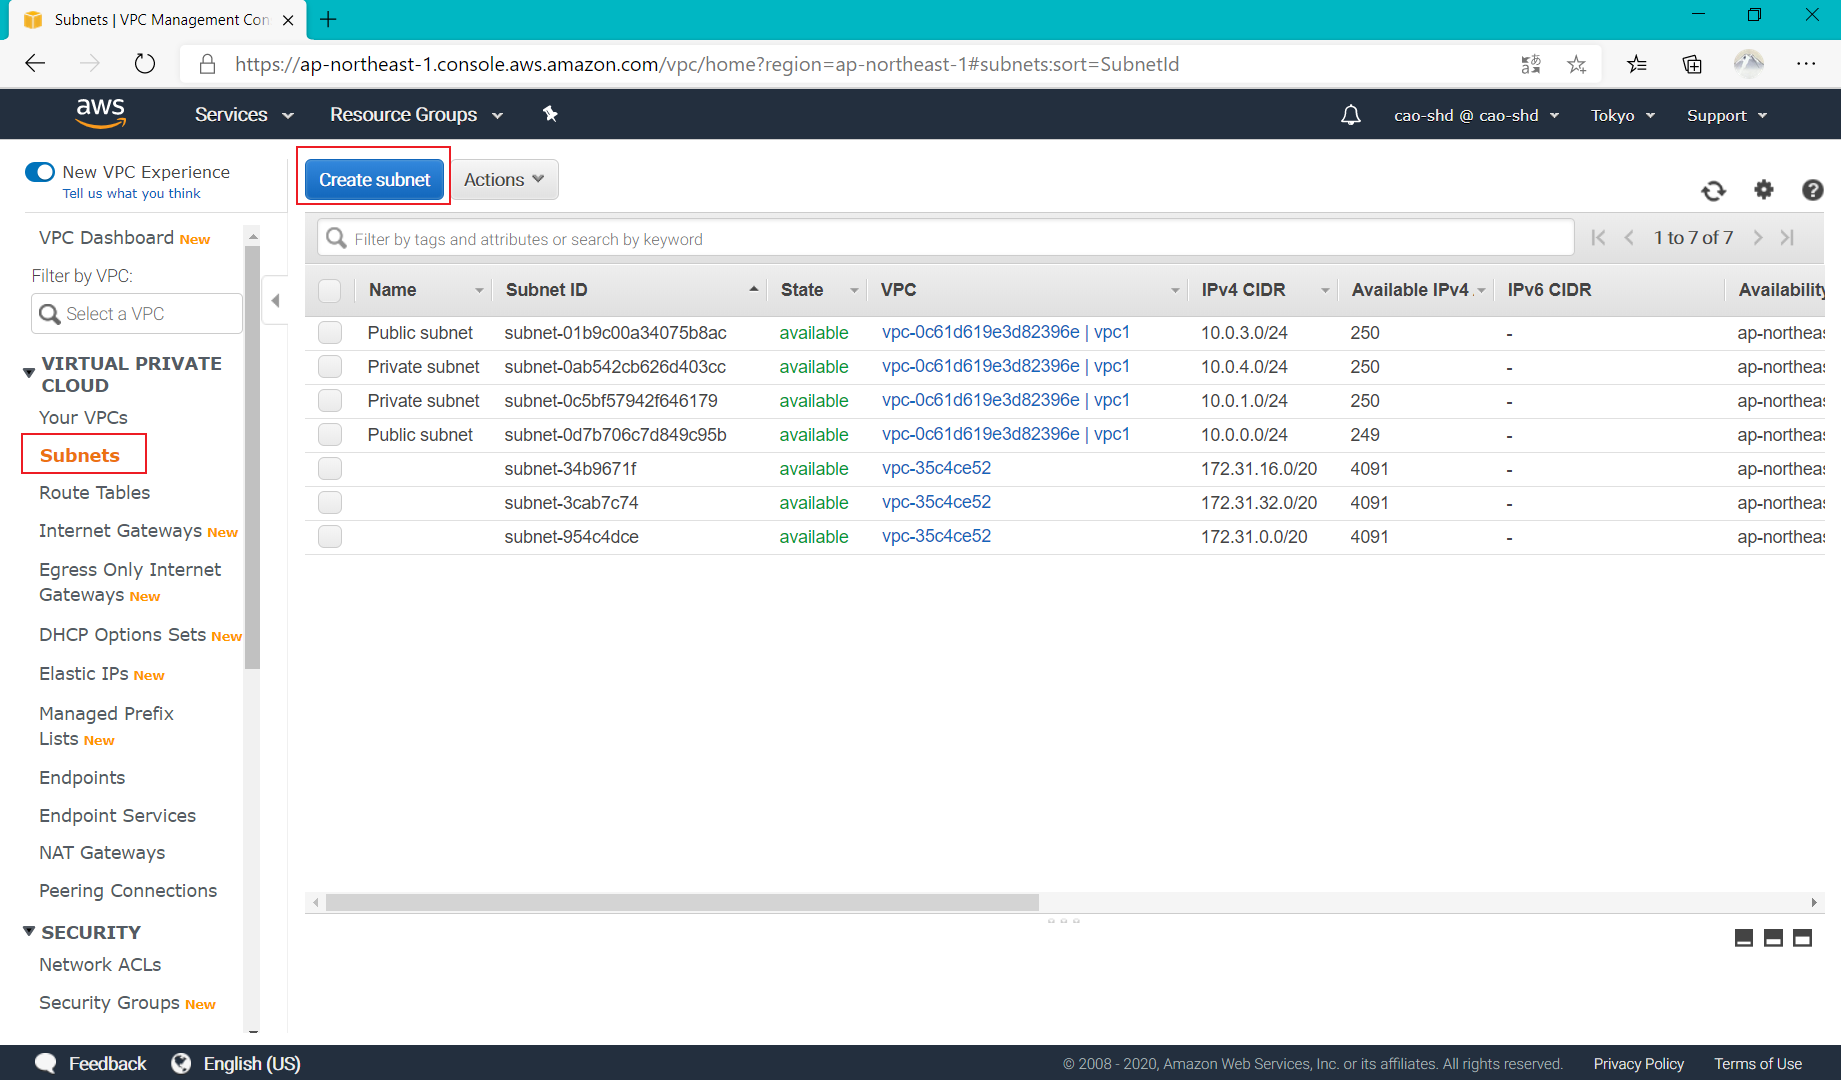 Subnets | VPC Management Con
https://ap-northeast-1.console.aws.amazon.com/vpc/home?region=ap-northeast-1#subnets:sort=SubnetId
aws Services Resource Groups cao-shd @ cao-shd Tokyo Support
New VPC Experience
Tell us what you think
VPC Dashboard New
Filter by VPC:
Select a VPC
VIRTUAL PRIVATE
CLOUD
Your VPCs
Subnets
Route Tables
Internet Gateways New
Egress Only Internet
Gateways New
DHCP Options Sets New
Elastic IPs New
Managed Prefix
Lists New
Endpoints
Endpoint Services
NAT Gateways
Peering Connections
SECURITY
Network ACLs
Security Groups New
Create subnet Actions
Filter by tags and attributes or search by keyword 1 to 7 of 7
Name Subnet ID State VPC IPv4 CIDR Available IPv4 IPv6 CIDR Availability
Public subnet subnet-01b9c00a34075b8ac available vpc-0c61d619e3d82396e | vpc1 10.0.3.0/24 250 - ap-northeas
Private subnet subnet-0ab542cb626d403cc available vpc-0c61d619e3d82396e | vpc1 10.0.4.0/24 250 - ap-northeas
Private subnet subnet-0c5bf57942f646179 available vpc-0c61d619e3d82396e | vpc1 10.0.1.0/24 250 - ap-northeas
Public subnet subnet-0d7b706c7d849c95b available vpc-0c61d619e3d82396e | vpc1 10.0.0.0/24 249 - ap-northeas
subnet-34b9671f available vpc-35c4ce52 172.31.16.0/20 4091 - ap-northeas
subnet-3cab7c74 available vpc-35c4ce52 172.31.32.0/20 4091 - ap-northeas
subnet-954c4dce available vpc-35c4ce52 172.31.0.0/20 4091 - ap-northeas
Feedback English (US) © 2008 - 2020, Amazon Web Services, Inc. or its affiliates. All rights reserved. Privacy Policy Terms of Use